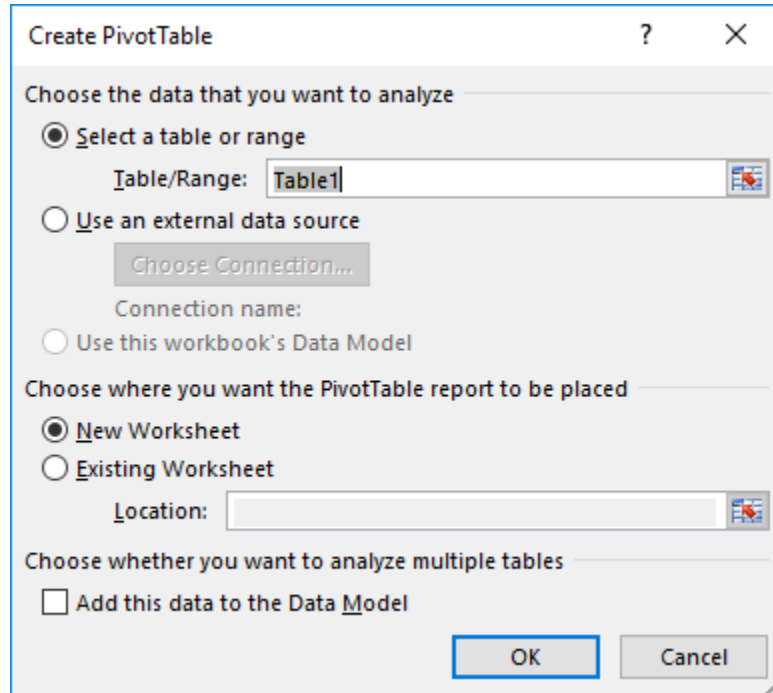 Create PivotTable
?
Choose the data that you want to analyze
Select a table or range
Table/Range: Table1
Use an external data source
Choose Connection...
Connection name:
Use this workbook's Data Model
Choose where you want the PivotTable report to be placed
New Worksheet
Existing Worksheet
Location:
Choose whether you want to analyze multiple tables
Add this data to the Data Model
OK Cancel